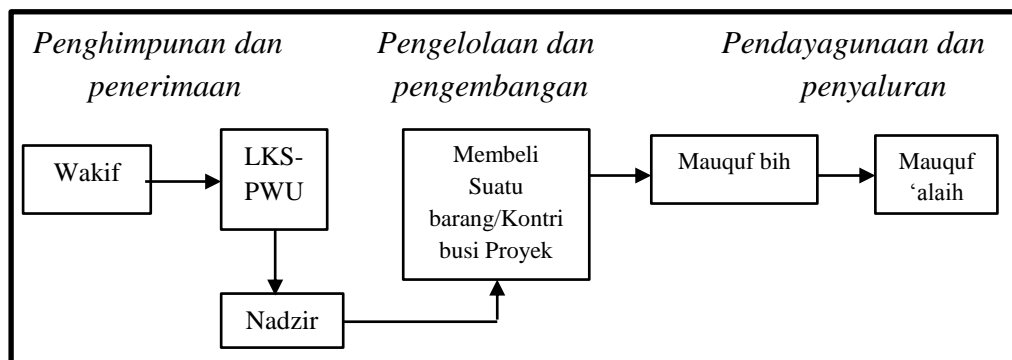 Penghimpunan dan
penerimaan
Pengelolaan dan
pengembangan
Pendayagunaan dan
penyaluran
Wakif
LKS-
PWU
Nadzir
Membeli
Suatu
barang/Kontri
busi Proyek
Mauquf bih
Mauquf
‘alaih